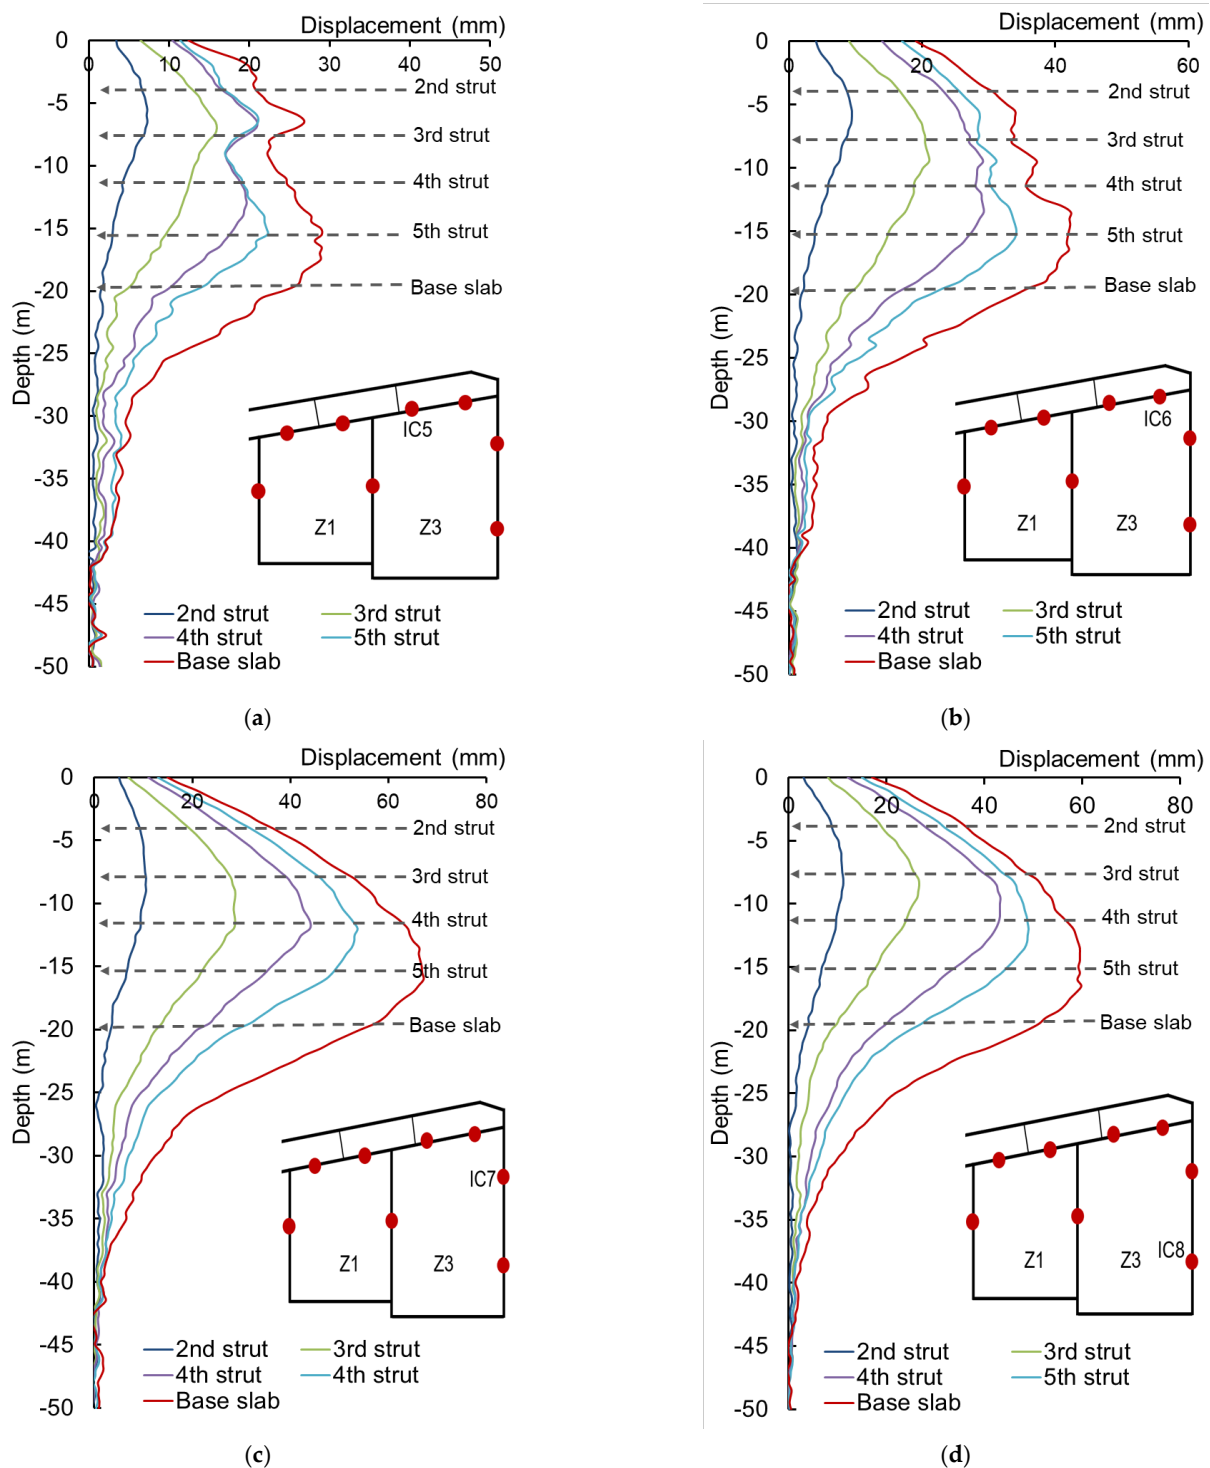 Displacement (mm)
0 10 20 30 40 50
0
-5
-10
-15
-20
-25
-30
-35
-40
-45
-50
Depth (m)
2nd strut
3rd strut
4th strut
5th strut
Base slab
IC5
Z1 Z3
2nd strut 3rd strut
4th strut 5th strut
Base slab
(a)
Displacement (mm)
0 20 40 60
0
-5
-10
-15
-20
-25
-30
-35
-40
-45
-50
Depth (m)
2nd strut
3rd strut
4th strut
5th strut
Base slab
IC6
Z1 Z3
2nd strut 3rd strut
4th strut 5th strut
Base slab
(b)
Displacement (mm)
0 20 40 60 80
0
-5
-10
-15
-20
-25
-30
-35
-40
-45
-50
Depth (m)
2nd strut
3rd strut
4th strut
5th strut
Base slab
IC7
Z1 Z3
2nd strut 3rd strut
4th strut 4th strut
Base slab
(c)
Displacement (mm)
0 20 40 60 80
0
-5
-10
-15
-20
-25
-30
-35
-40
-45
-50
Depth (m)
2nd strut
3rd strut
4th strut
5th strut
Base slab
IC8
Z1 Z3
2nd strut 3rd strut
4th strut 5th strut
Base slab
(d)